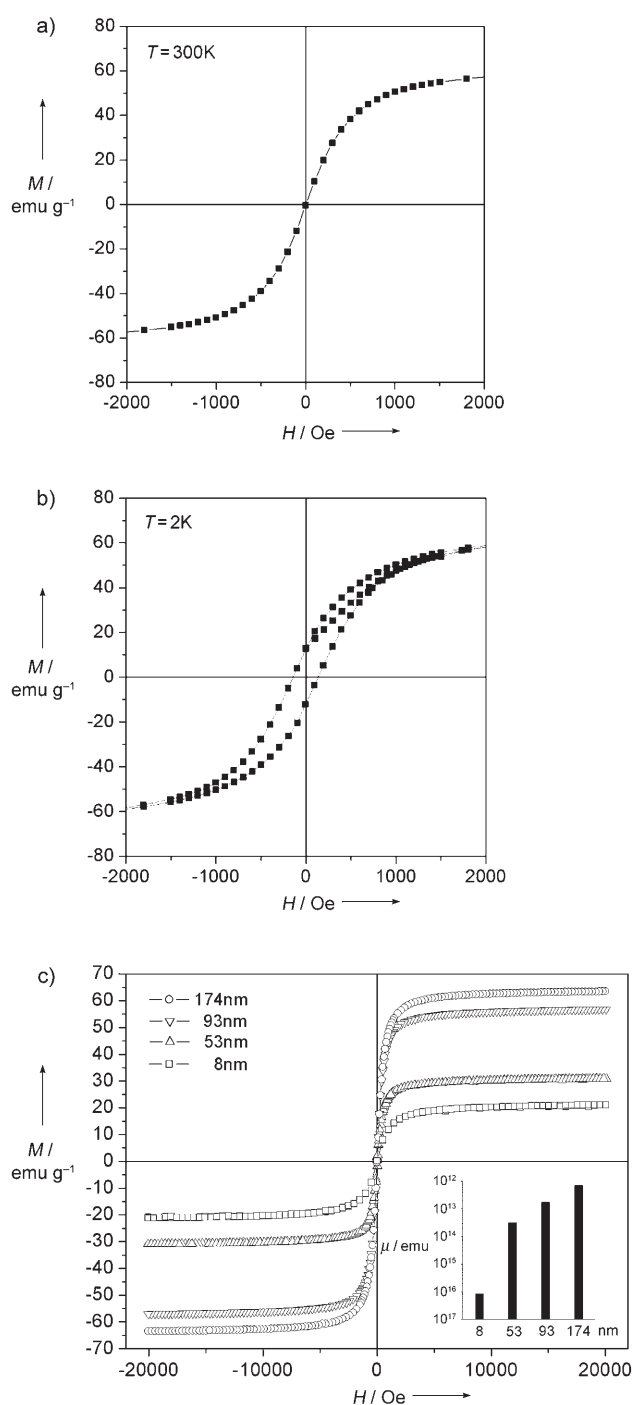 a)
T = 300K
80
60
40
20
0
-20
-40
-60
-80
M /
emu g⁻¹
-2000 -1000 0 1000 2000
H / Oe
b)
T = 2K
80
60
40
20
0
-20
-40
-60
-80
M /
emu g⁻¹
-2000 -1000 0 1000 2000
H / Oe
c)
70
60
50
40
30
20
10
0
-10
-20
-30
-40
-50
-60
-70
M /
emu g⁻¹
174nm
93nm
53nm
8nm
μ / emu
10¹²
10¹³
10¹⁴
10¹⁵
10¹⁶
10¹⁷
8 53 93 174 nm
-20000 -10000 0 10000 20000
H / Oe